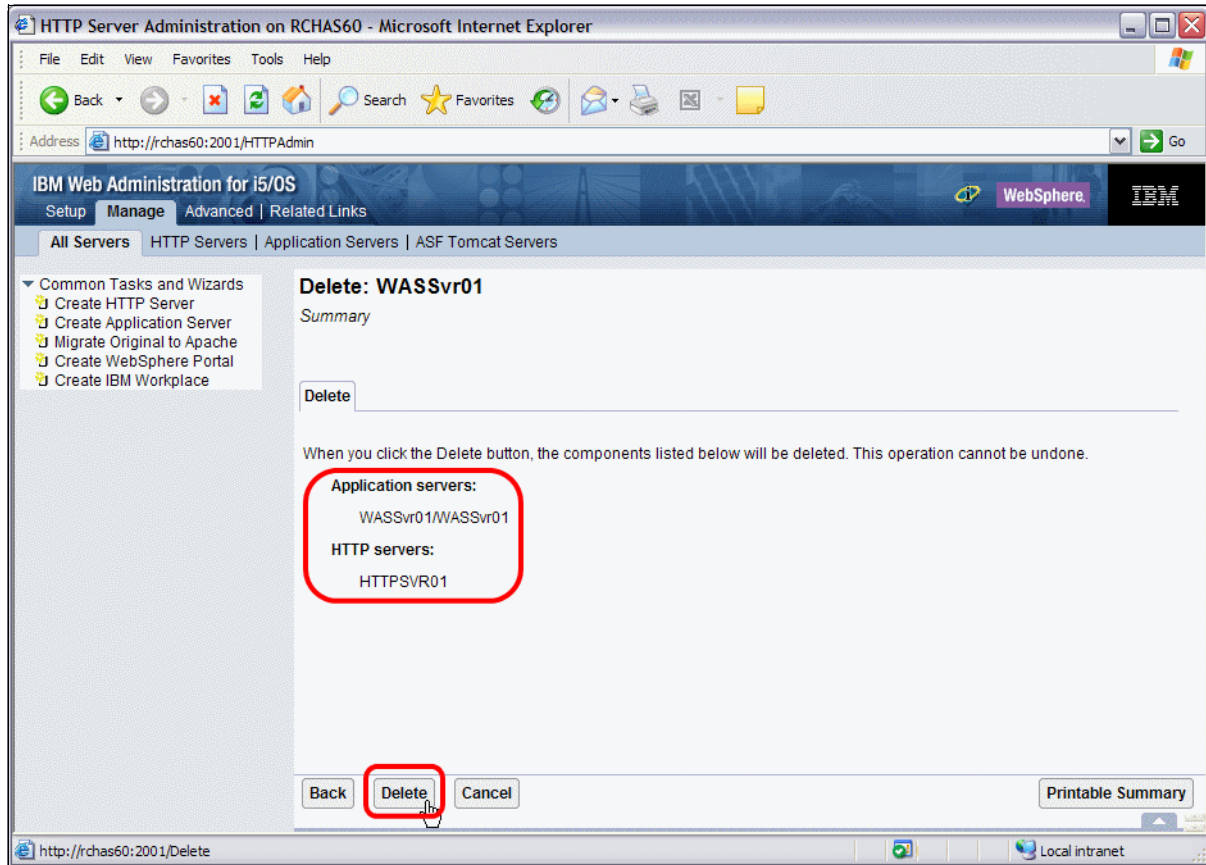 HTTP Server Administration on RCHAS60 - Microsoft Internet Explorer
File Edit View Favorites Tools Help
Back Search Favorites
Address http://rchas60:2001/HTTPAdmin Go
IBM Web Administration for i5/OS
WebSphere. IBM
Setup Manage Advanced | Related Links
All Servers HTTP Servers | Application Servers | ASF Tomcat Servers
Common Tasks and Wizards
Create HTTP Server
Create Application Server
Migrate Original to Apache
Create WebSphere Portal
Create IBM Workplace
Delete: WASSvr01
Summary
Delete
When you click the Delete button, the components listed below will be deleted. This operation cannot be undone.
Application servers:
WASSvr01/WASSvr01
HTTP servers:
HTTPSVR01
Back Delete Cancel Printable Summary
http://rchas60:2001/Delete Local intranet